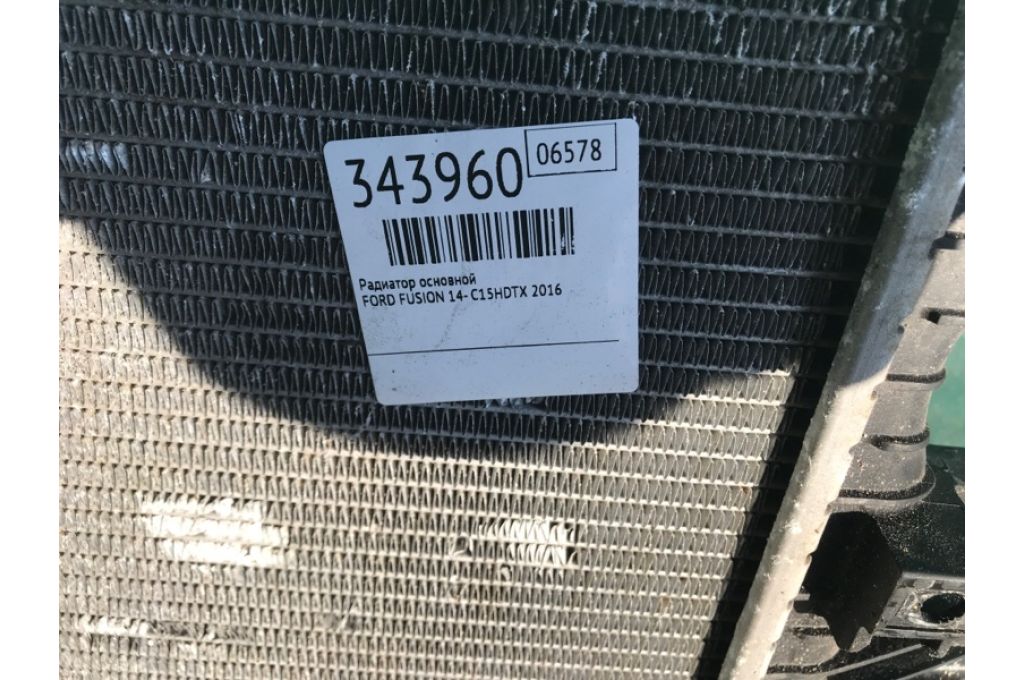 343960
06578
Радиатор основной
FORD FUSION 14- C15HDTX 2016